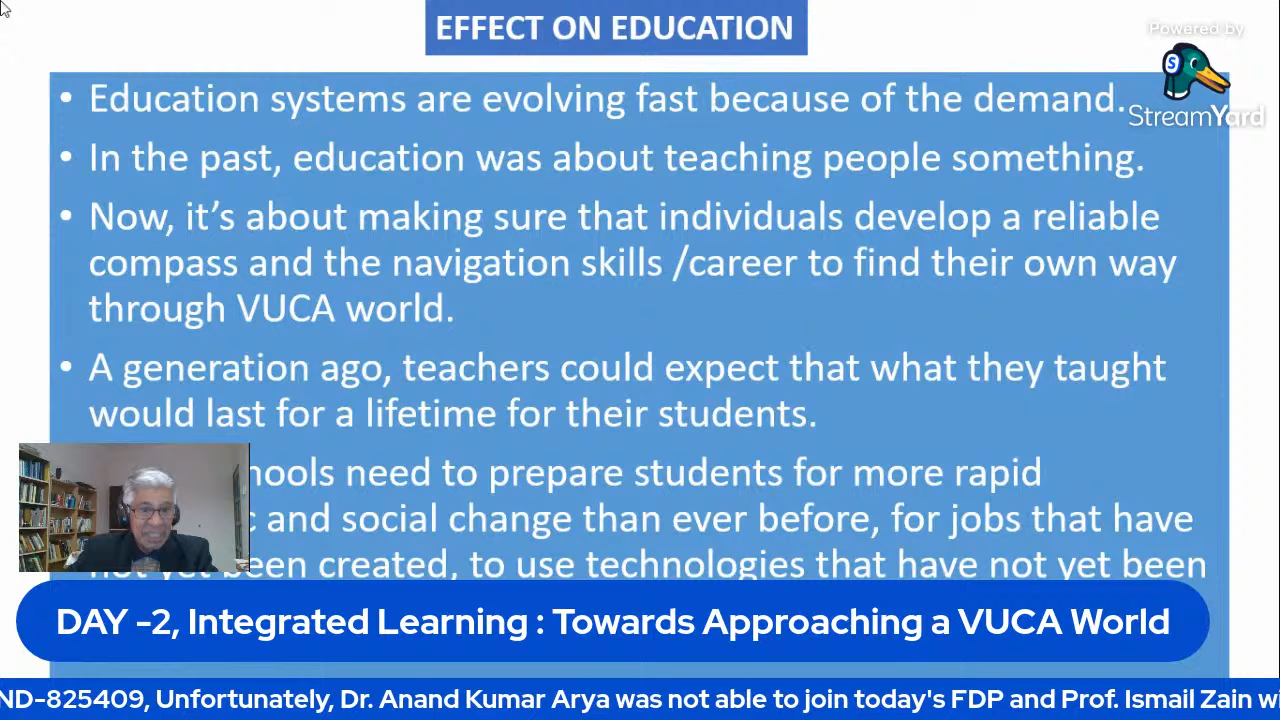 EFFECT ON EDUCATION
Powered by
StreamYard
• Education systems are evolving fast because of the demand.
• In the past, education was about teaching people something.
• Now, it's about making sure that individuals develop a reliable
compass and the navigation skills /career to find their own way
through VUCA world.
• A generation ago, teachers could expect that what they taught
would last for a lifetime for their students.
hools need to prepare students for more rapid
c and social change than ever before, for jobs that have
not yet been created, to use technologies that have not yet been
DAY -2, Integrated Learning : Towards Approaching a VUCA World
ND-825409, Unfortunately, Dr. Anand Kumar Arya was not able to join today's FDP and Prof. Ismail Zain wi